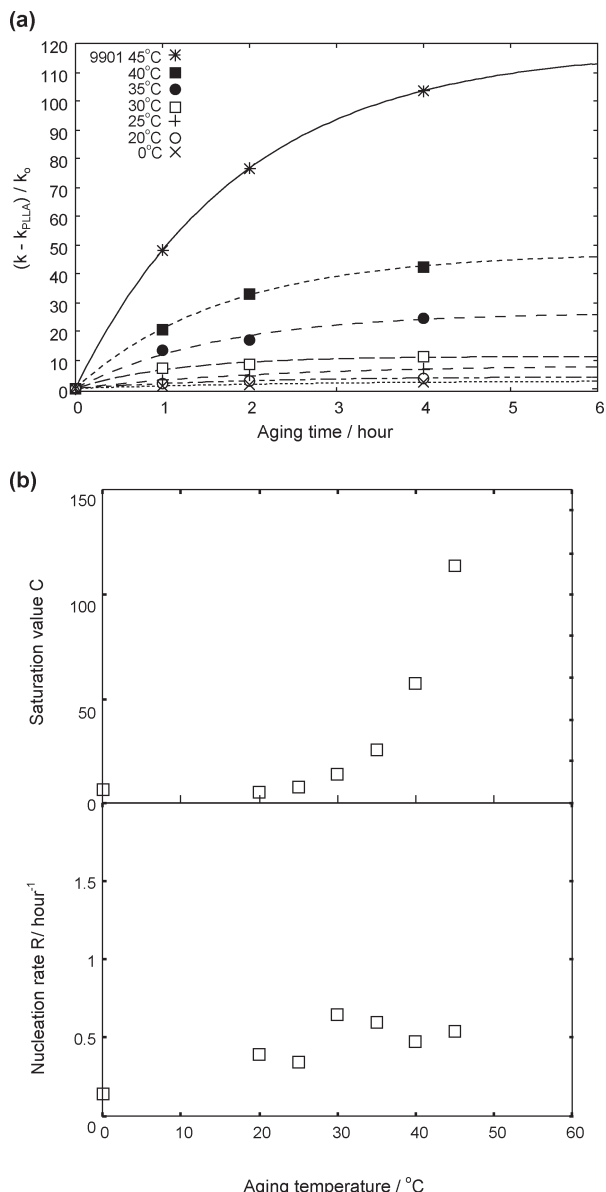 (a)
120
110
100
90
80
70
60
50
40
30
20
10
0
(k - k_PLLA) / k_o
9901 45°C
40°C
35°C
30°C
25°C
20°C
0°C
0 1 2 3 4 5 6
Aging time / hour
(b)
150
100
50
0
Saturation value C
1.5
1
0.5
0
Nucleation rate R/ hour⁻¹
0 10 20 30 40 50 60
Aging temperature / °C